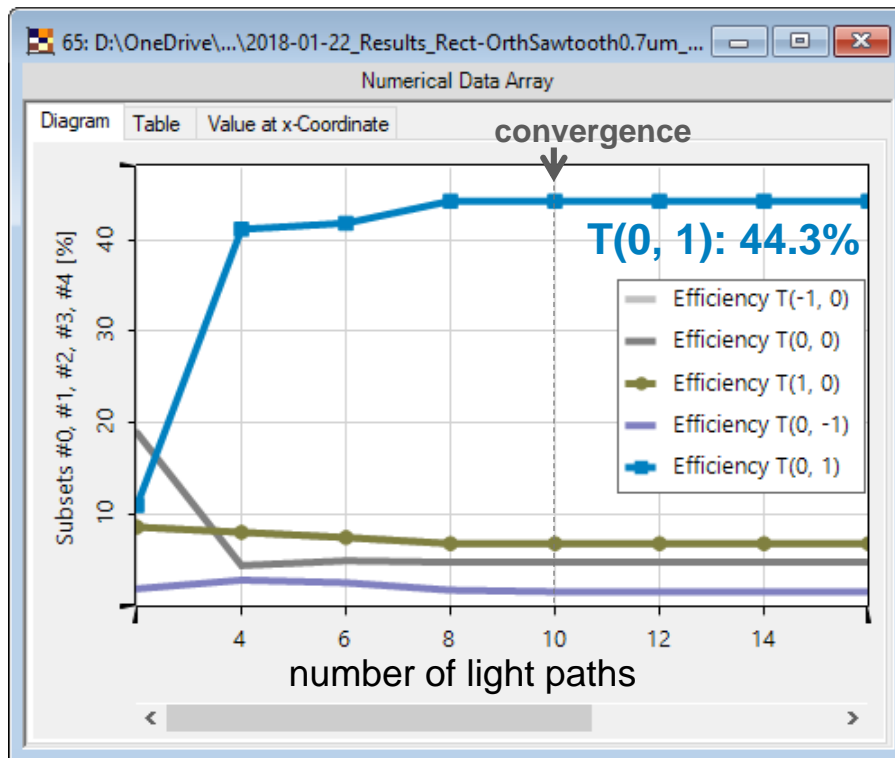 65: D:\OneDrive\...\2018-01-22_Results_Rect-OrthSawtooth0.7um_...
Numerical Data Array
Diagram Table Value at x-Coordinate
convergence
Subsets #0, #1, #2, #3, #4 [%]
40
30
20
10
T(0, 1): 44.3%
Efficiency T(-1, 0)
Efficiency T(0, 0)
Efficiency T(1, 0)
Efficiency T(0, -1)
Efficiency T(0, 1)
4 6 8 10 12 14
number of light paths